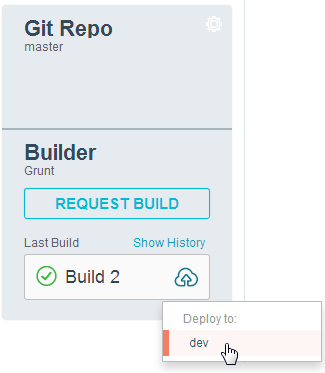 Git Repo
master
Builder
Grunt
REQUEST BUILD
Last Build Show History
Build 2
Deploy to:
dev